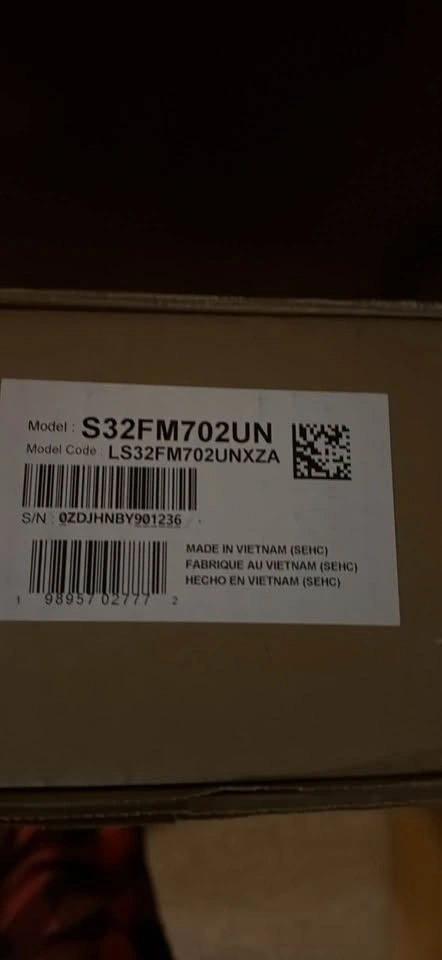 Model : S32FM702UN
Model Code : LS32FM702UNXZA
S/N : 0ZDJHNBY901236
MADE IN VIETNAM (SEHC)
FABRIQUE AU VIETNAM (SEHC)
HECHO EN VIETNAM (SEHC)
1 98957 02777 2